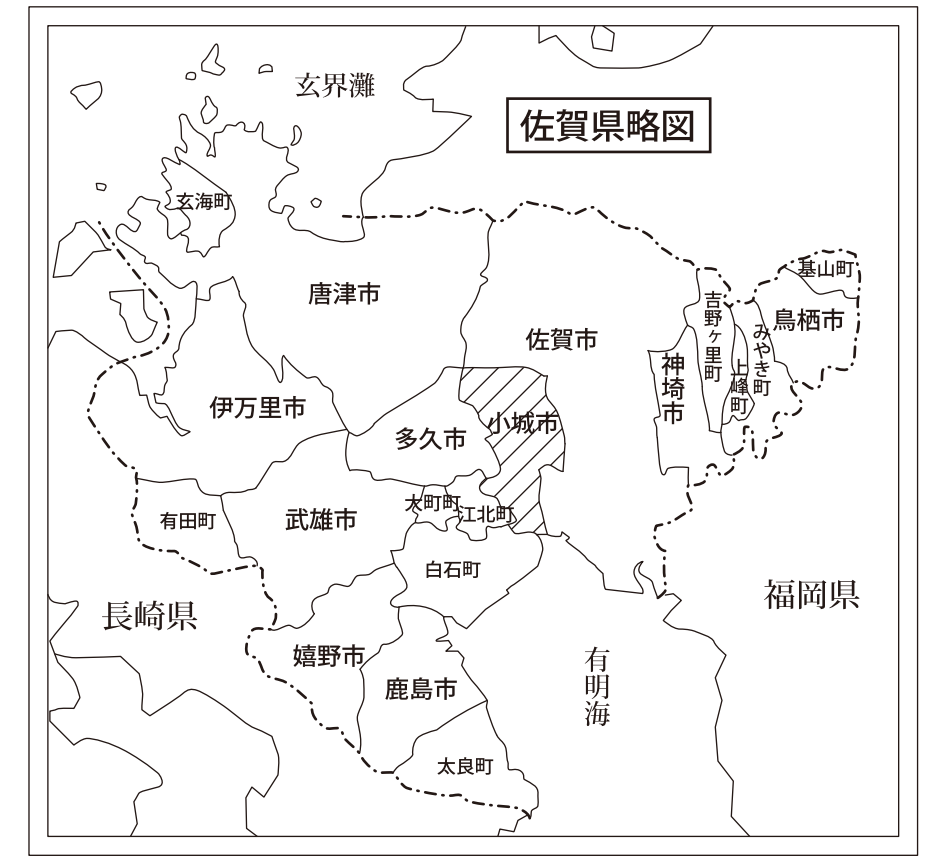 玄界灘
佐賀県略図
玄海町
基山町
唐津市
吉野ヶ里町
鳥栖市
佐賀市
みやき町
神埼市
上峰町
伊万里市
小城市
多久市
大町町
江北町
有田町
武雄市
白石町
福岡県
長崎県
嬉野市
有明海
鹿島市
太良町